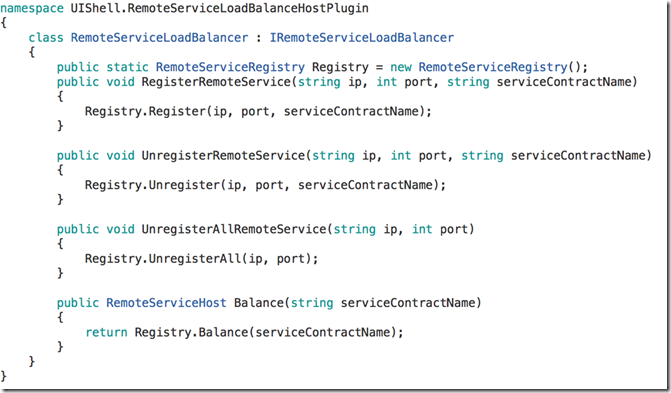 namespace UIShell.RemoteServiceLoadBalanceHostPlugin
{
    class RemoteServiceLoadBalancer : IRemoteServiceLoadBalancer
    {
        public static RemoteServiceRegistry Registry = new RemoteServiceRegistry();
        public void RegisterRemoteService(string ip, int port, string serviceContractName)
        {
            Registry.Register(ip, port, serviceContractName);
        }

        public void UnregisterRemoteService(string ip, int port, string serviceContractName)
        {
            Registry.Unregister(ip, port, serviceContractName);
        }

        public void UnregisterAllRemoteService(string ip, int port)
        {
            Registry.UnregisterAll(ip, port);
        }

        public RemoteServiceHost Balance(string serviceContractName)
        {
            return Registry.Balance(serviceContractName);
        }
    }
}